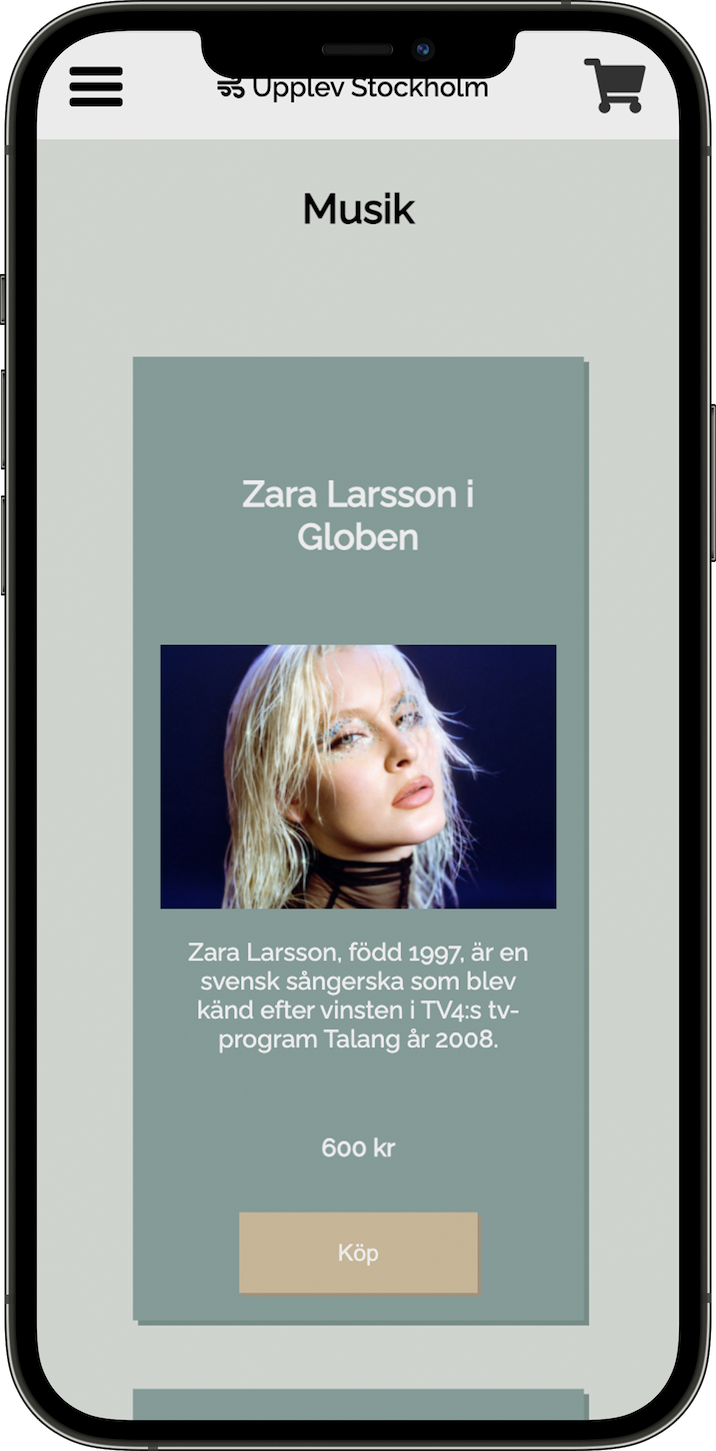 Upplev Stockholm
Musik
Zara Larsson i
Globen
Zara Larsson, född 1997, är en
svensk sångerska som blev
känd efter vinsten i TV4:s tv-
program Talang år 2008.
600 kr
Köp